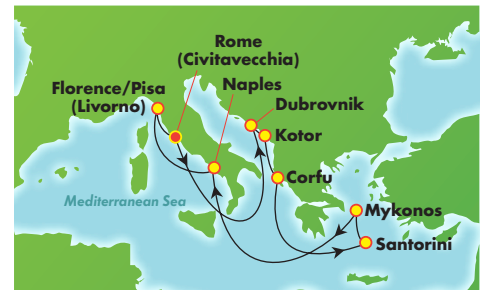 Rome
(Civitavecchia)
Florence/Pisa
(Livorno)
Naples
Dubrovnik
Kotor
Corfu
Mediterranean Sea
Mykonos
Santorini